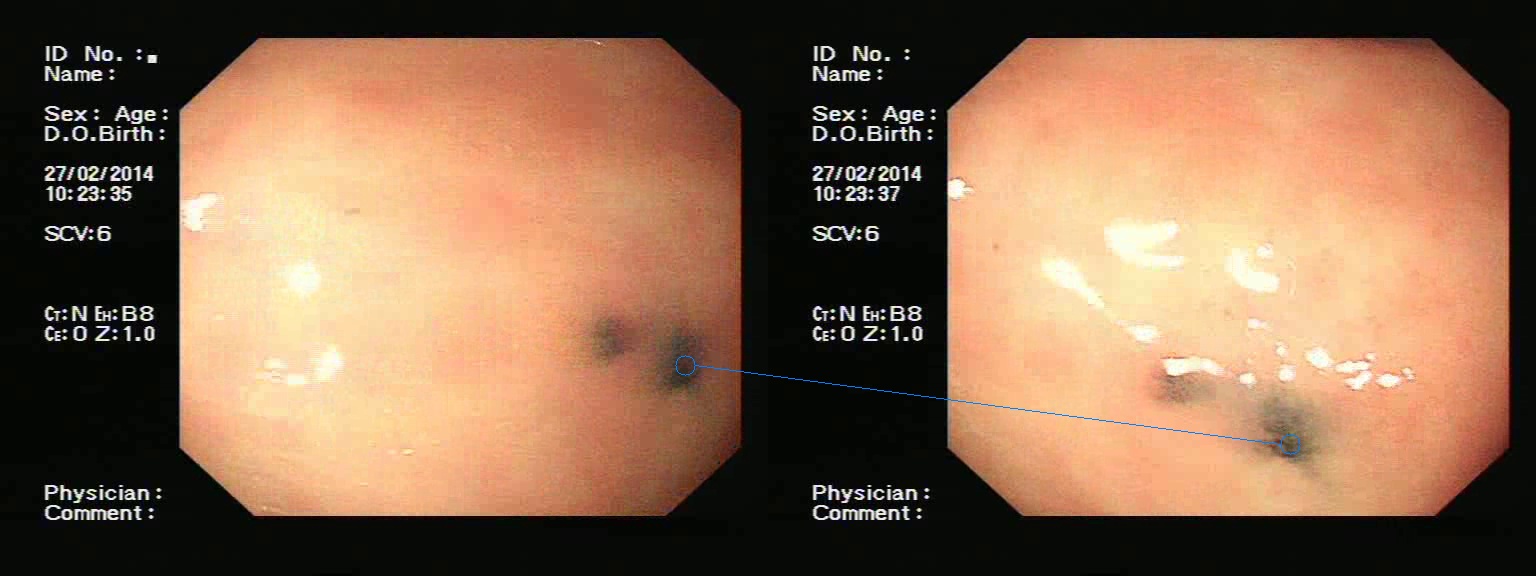 ID No. :
Name:
Sex: Age:
D.O.Birth:
27/02/2014
10:23:35
SCV:6
CT:N EH:B8
CE:0 Z:1.0
Physician:
Comment:
ID No. :
Name:
Sex: Age:
D.O.Birth:
27/02/2014
10:23:37
SCV:6
CT:N EH:B8
CE:0 Z:1.0
Physician:
Comment: